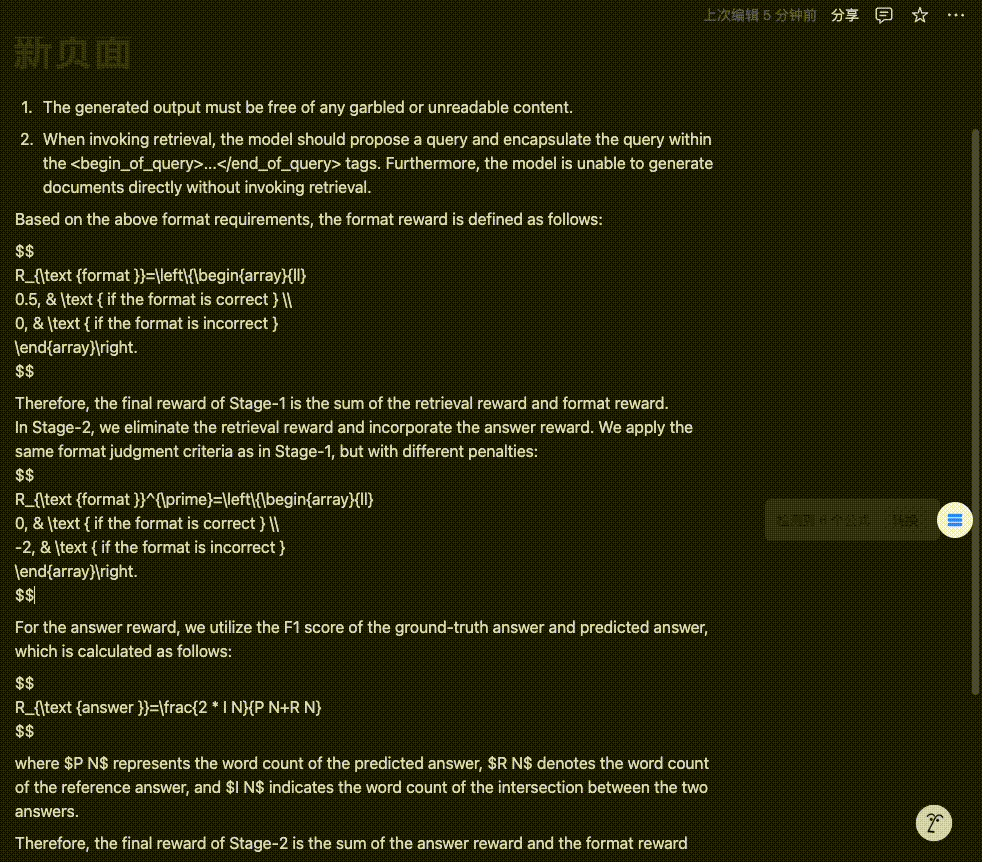 上次编辑 5 分钟前 分享
新页面
1. The generated output must be free of any garbled or unreadable content.
2. When invoking retrieval, the model should propose a query and encapsulate the query within
the <begin_of_query>...</end_of_query> tags. Furthermore, the model is unable to generate
documents directly without invoking retrieval.
Based on the above format requirements, the format reward is defined as follows:
$$
R_{\text {format }}=\left\{\begin{array}{ll}
0.5, & \text { if the format is correct } \\
0, & \text { if the format is incorrect }
\end{array}\right.
$$
Therefore, the final reward of Stage-1 is the sum of the retrieval reward and format reward.
In Stage-2, we eliminate the retrieval reward and incorporate the answer reward. We apply the
same format judgment criteria as in Stage-1, but with different penalties:
$$
R_{\text {format }}^{\prime}=\left\{\begin{array}{ll}
0, & \text { if the format is correct } \\
-2, & \text { if the format is incorrect }
\end{array}\right.
$$
For the answer reward, we utilize the F1 score of the ground-truth answer and predicted answer,
which is calculated as follows:
$$
R_{\text {answer }}=\frac{2 * I N}{P N+R N}
$$
where $P N$ represents the word count of the predicted answer, $R N$ denotes the word count
of the reference answer, and $I N$ indicates the word count of the intersection between the two
answers.
Therefore, the final reward of Stage-2 is the sum of the answer reward and the format reward